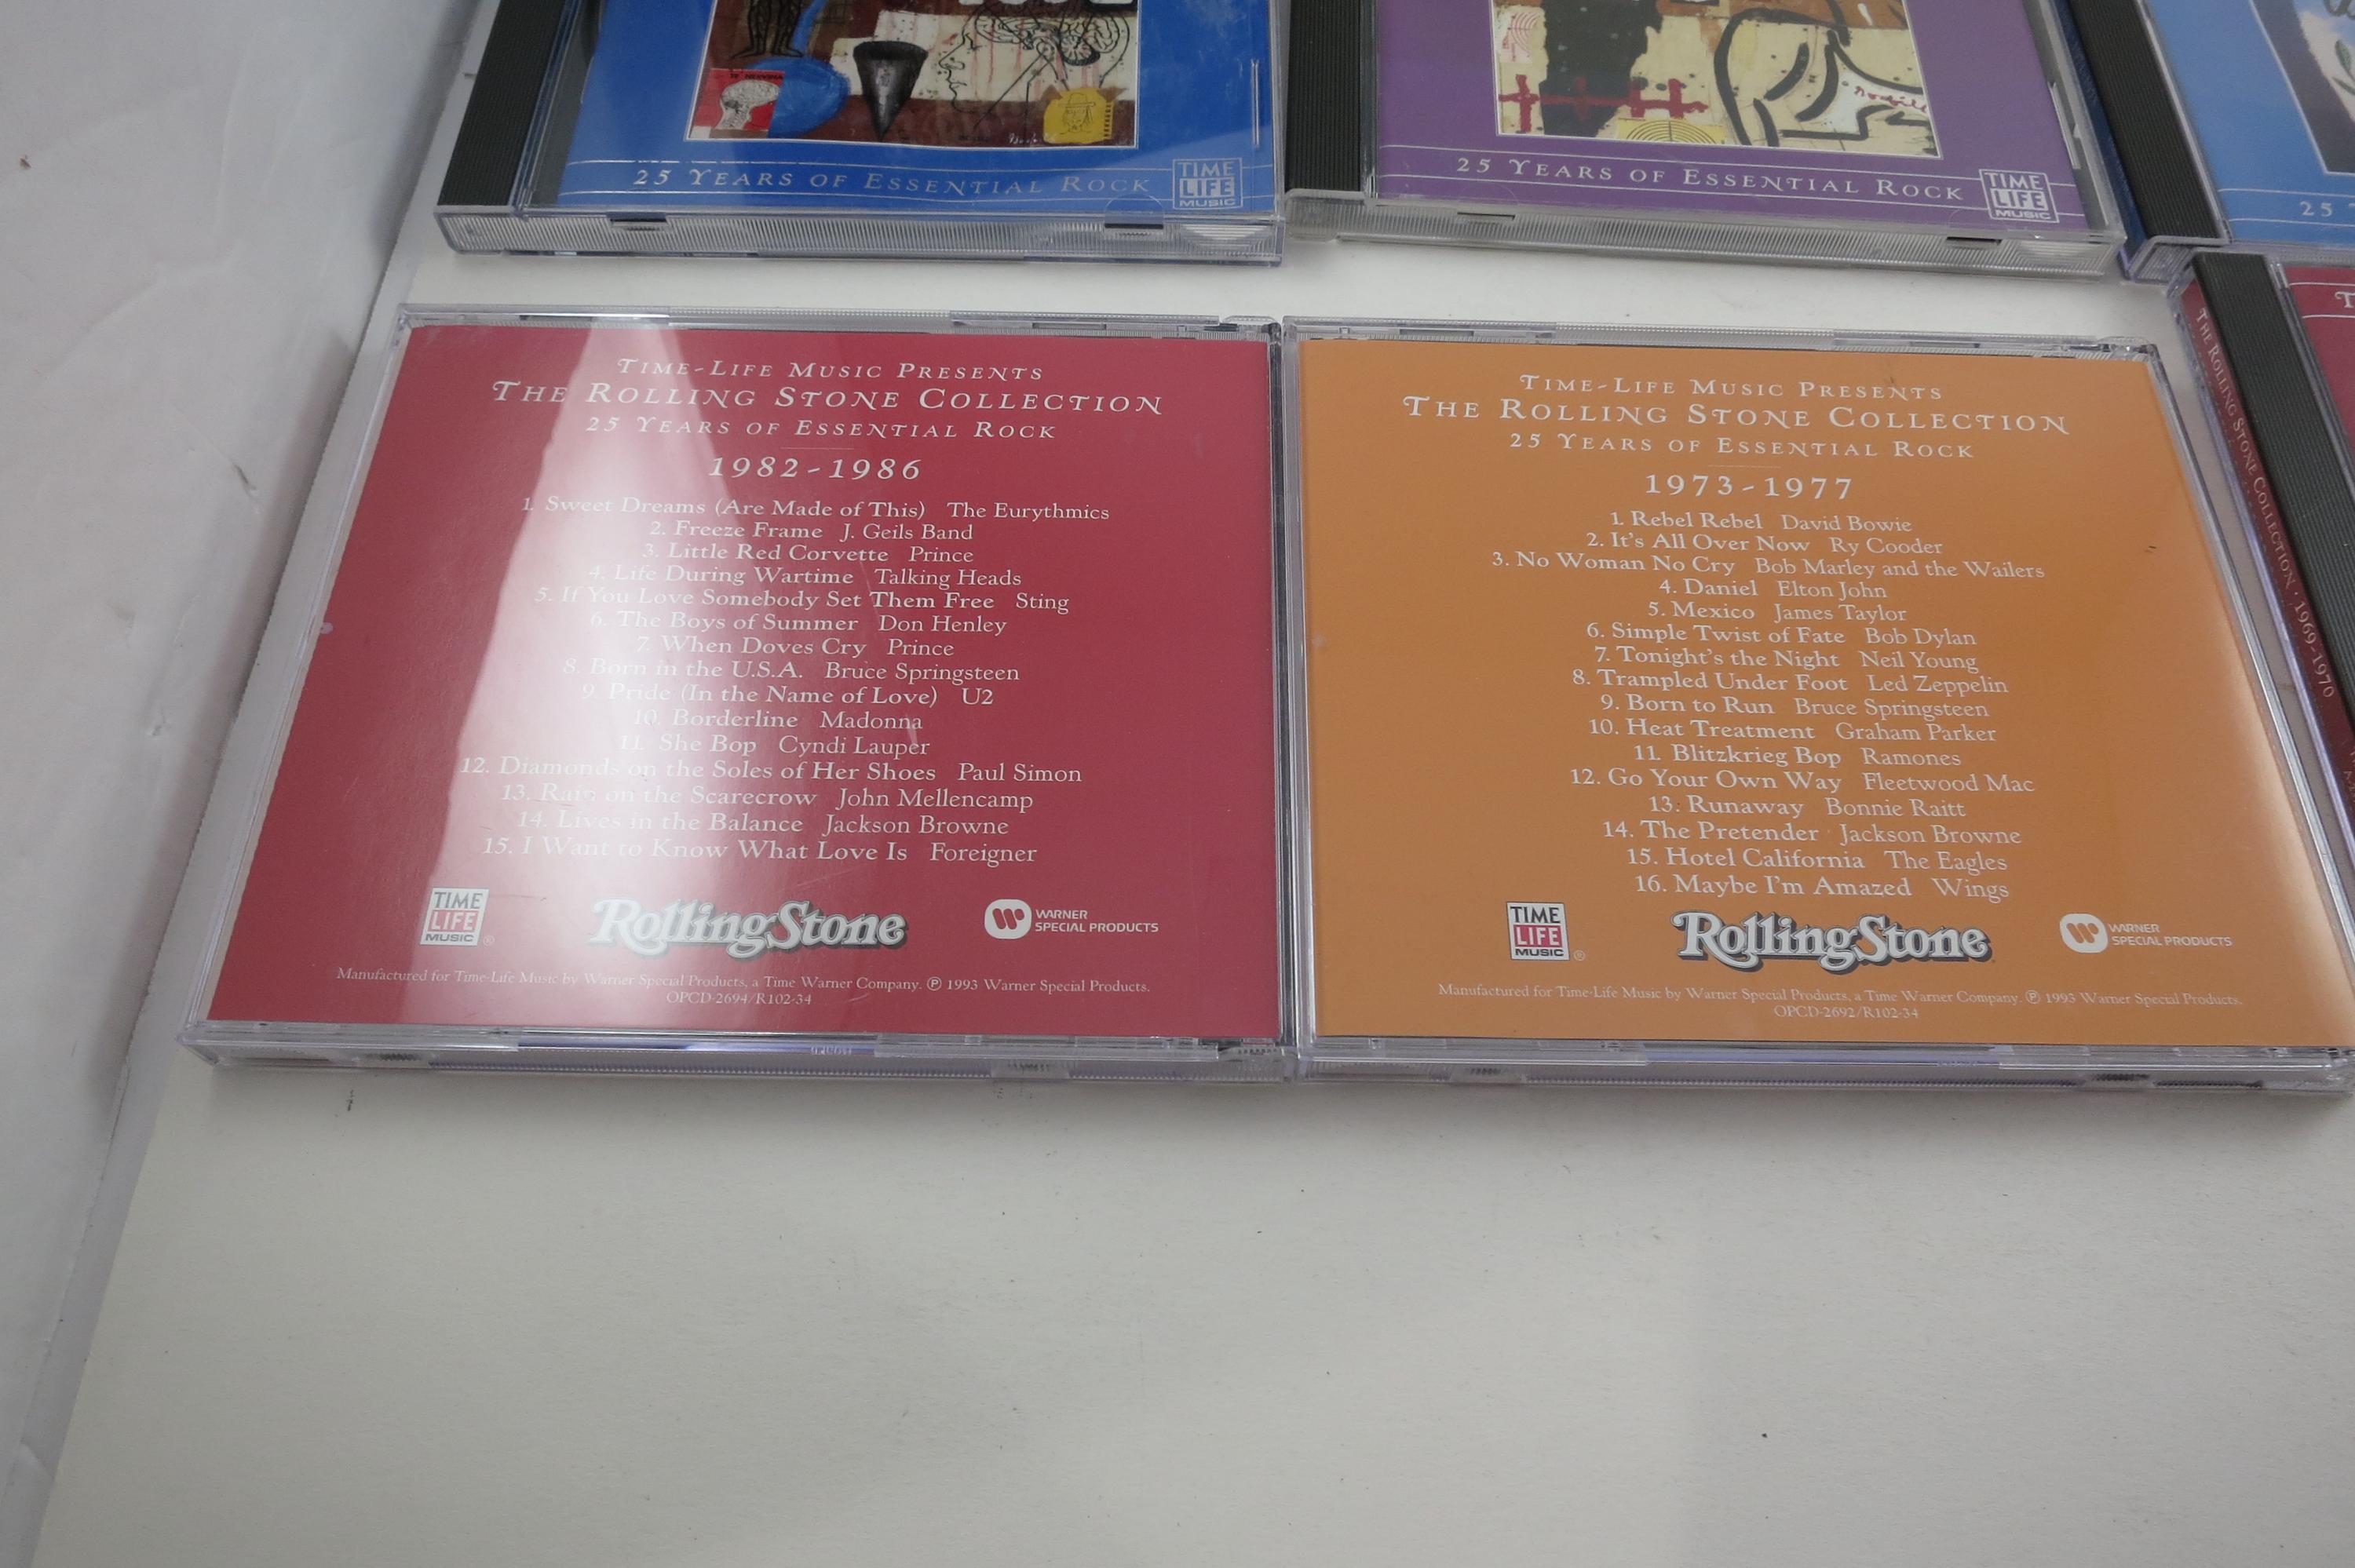 25 Years of Essential Rock
TIME
LIFE
MUSIC
25 Years of Essential Rock
TIME
LIFE
MUSIC
25
Time-Life Music Presents
The Rolling Stone Collection
25 Years of Essential Rock
1982-1986
1. Sweet Dreams (Are Made of This) The Eurythmics
2. Freeze Frame J. Geils Band
3. Little Red Corvette Prince
4. Life During Wartime Talking Heads
5. If You Love Somebody Set Them Free Sting
6. The Boys of Summer Don Henley
7. When Doves Cry Prince
8. Born in the U.S.A. Bruce Springsteen
9. Pride (In the Name of Love) U2
10. Borderline Madonna
11. She Bop Cyndi Lauper
12. Diamonds on the Soles of Her Shoes Paul Simon
13. Rain on the Scarecrow John Mellencamp
14. Lives in the Balance Jackson Browne
15. I Want to Know What Love Is Foreigner
TIME
LIFE
MUSIC ®
RollingStone
WARNER
SPECIAL PRODUCTS
Manufactured for Time-Life Music by Warner Special Products, a Time Warner Company. ℗ 1993 Warner Special Products.
OPCD-2694/R102-34
Time-Life Music Presents
The Rolling Stone Collection
25 Years of Essential Rock
1973-1977
1. Rebel Rebel David Bowie
2. It's All Over Now Ry Cooder
3. No Woman No Cry Bob Marley and the Wailers
4. Daniel Elton John
5. Mexico James Taylor
6. Simple Twist of Fate Bob Dylan
7. Tonight's the Night Neil Young
8. Trampled Under Foot Led Zeppelin
9. Born to Run Bruce Springsteen
10. Heat Treatment Graham Parker
11. Blitzkrieg Bop Ramones
12. Go Your Own Way Fleetwood Mac
13. Runaway Bonnie Raitt
14. The Pretender Jackson Browne
15. Hotel California The Eagles
16. Maybe I'm Amazed Wings
TIME
LIFE
MUSIC ®
RollingStone
WARNER
SPECIAL PRODUCTS
Manufactured for Time-Life Music by Warner Special Products, a Time Warner Company. ℗ 1993 Warner Special Products.
OPCD-2692/R102-34
The Rolling Stone Collection · 1969-1970